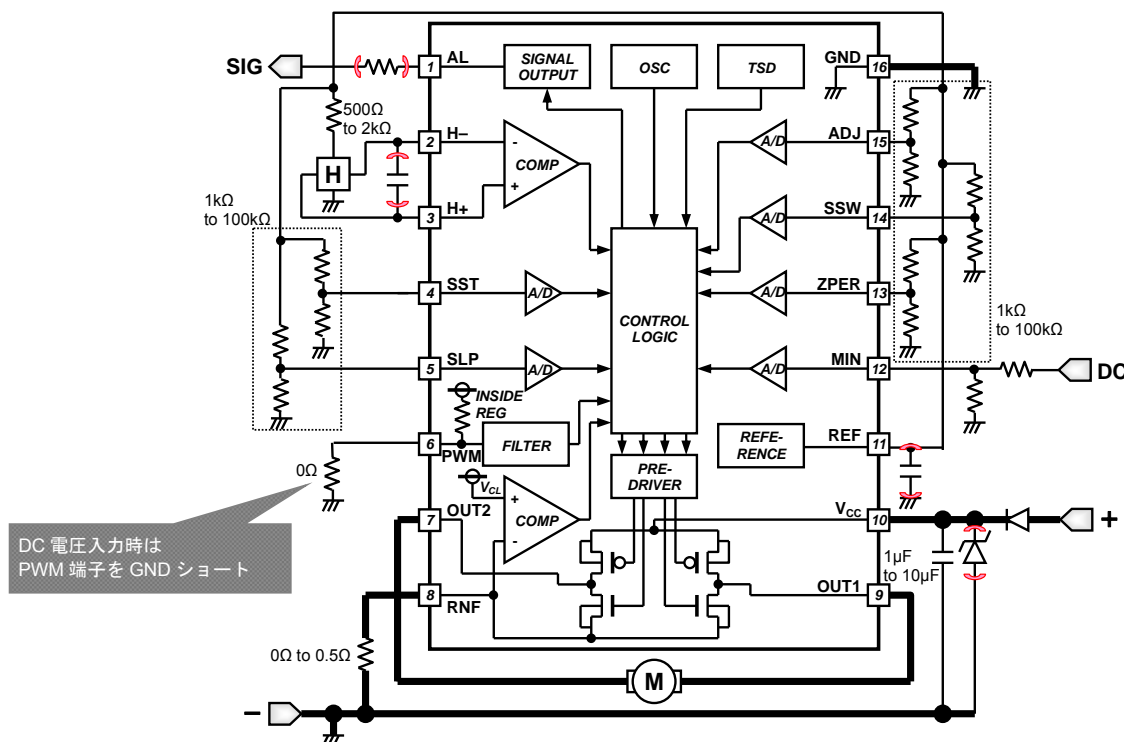 SIG
1
AL
SIGNAL
OUTPUT
OSC
TSD
GND
16
500Ω
to 2kΩ
2
H–
-
COMP
+
H
3
H+
A/D
ADJ
15
A/D
SSW
14
1kΩ
to 100kΩ
4
SST
A/D
CONTROL
LOGIC
A/D
ZPER
13
1kΩ
to 100kΩ
5
SLP
A/D
A/D
MIN
12
DC
INSIDE
REG
6
PWM
FILTER
REFE-
RENCE
REF
11
0Ω
VCL
+
COMP
-
PRE-
DRIVER
7
OUT2
VCC
10
+
DC 電圧入力時は
PWM 端子を GND ショート
1µF
to 10µF
8
RNF
OUT1
9
0Ω to 0.5Ω
M
–